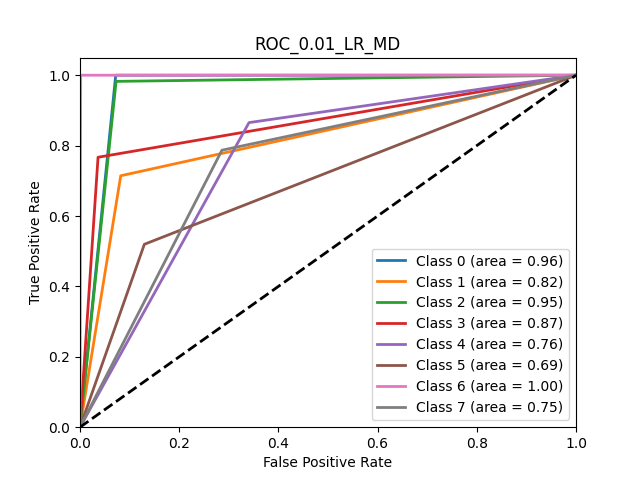 ROC_0.01_LR_MD
True Positive Rate
1.0
0.8
0.6
0.4
0.2
0.0
Class 0 (area = 0.96)
Class 1 (area = 0.82)
Class 2 (area = 0.95)
Class 3 (area = 0.87)
Class 4 (area = 0.76)
Class 5 (area = 0.69)
Class 6 (area = 1.00)
Class 7 (area = 0.75)
0.0 0.2 0.4 0.6 0.8 1.0
False Positive Rate